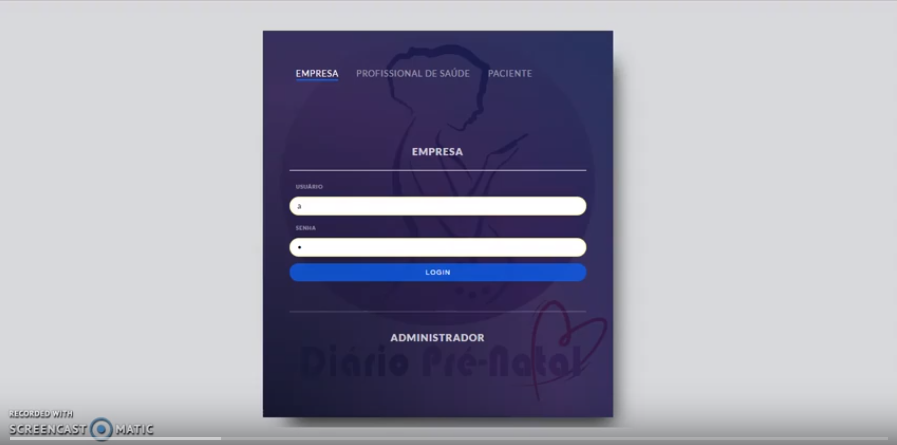 EMPRESA PROFISSIONAL DE SAÚDE PACIENTE
EMPRESA
USUÁRIO
a
SENHA
•
LOGIN
ADMINISTRADOR
Diário Pré-Natal
RECORDED WITH
SCREENCAST MATIC